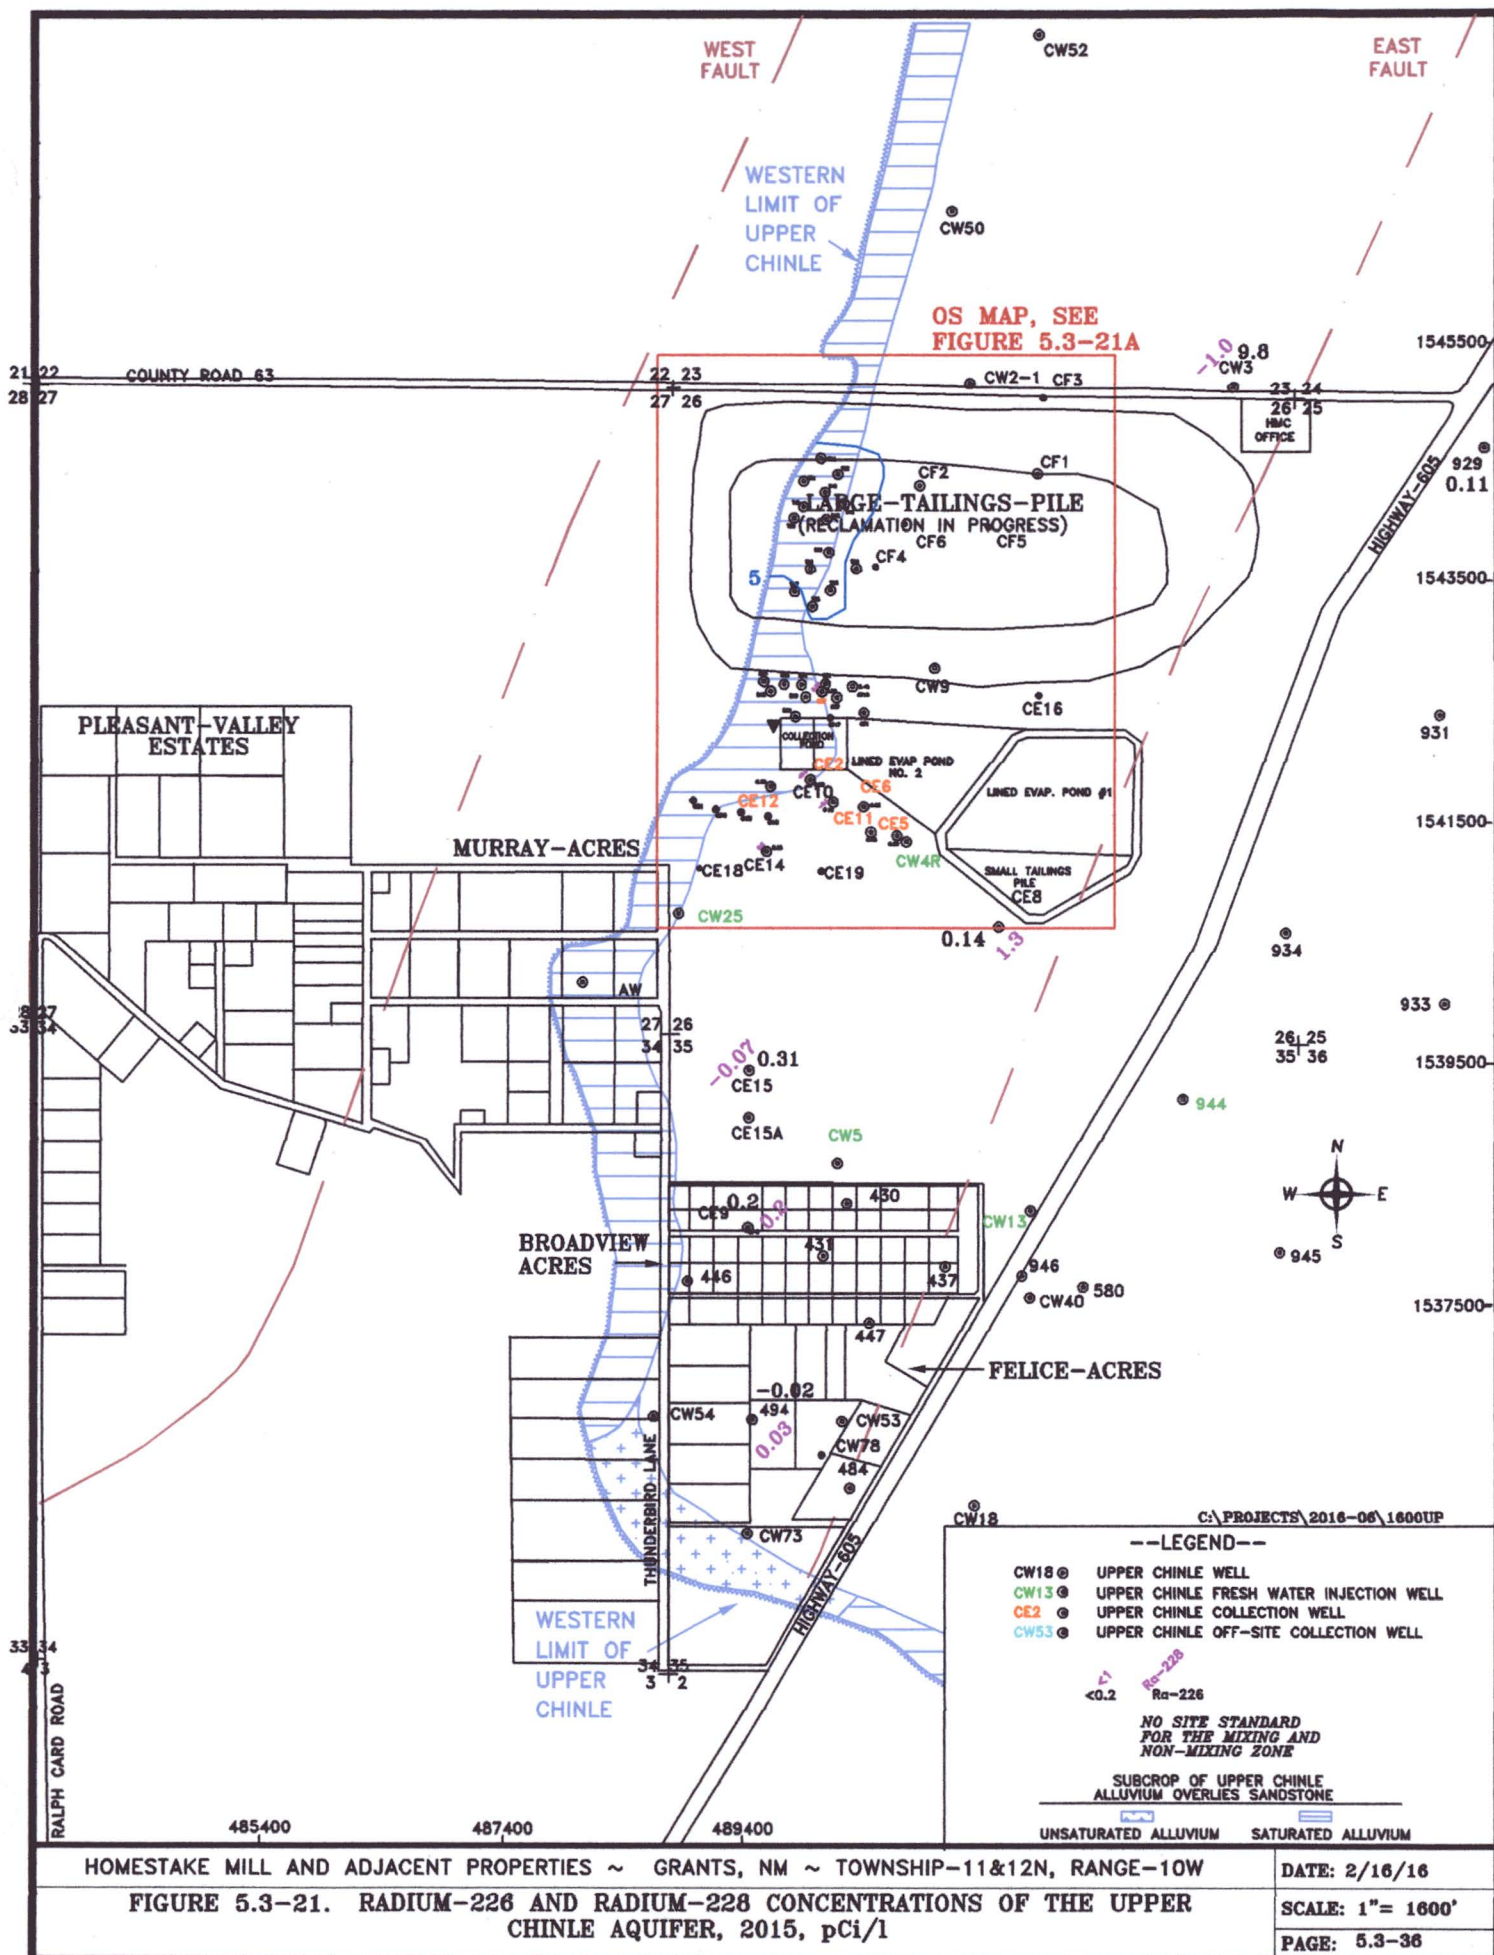 WEST
FAULT
EAST
FAULT
CW52
WESTERN
LIMIT OF
UPPER
CHINLE
CW50
OS MAP, SEE
FIGURE 5.3-21A
1545500
-1.0
9.8
CW3
21 22
28 27
COUNTY ROAD 63
22 23
27 26
CW2-1
CF3
23 24
26 25
HMC
OFFICE
929
0.11
HIGHWAY-605
CF2
CF1
LARGE-TAILINGS-PILE
(RECLAMATION IN PROGRESS)
CF6
CF5
CF4
5
1543500
CW9
CE16
931
PLEASANT-VALLEY
ESTATES
COLLECTION
POND
LINED EVAP POND
NO. 2
LINED EVAP. POND #1
CE2
CE10
CE6
CE12
CE11
CE5
1541500
MURRAY-ACRES
CE18
CE14
CE19
CW4R
SMALL TAILINGS
PILE
CE8
CW25
0.14
1.3
934
AW
933
33 34
27 26
34 35
26 25
35 36
-0.07
0.31
CE15
1539500
CE15A
944
CW5
N
W
E
S
0.2
CE9
0.2
430
CW13
BROADVIEW
ACRES
431
945
446
437
946
580
CW40
1537500
447
FELICE-ACRES
-0.02
CW54
494
CW53
0.03
CW78
484
THUNDERBIRD LANE
CW73
CW18
HIGHWAY-605
C:\PROJECTS\2016-06\1600UP
--LEGEND--
CW18 UPPER CHINLE WELL
CW13 UPPER CHINLE FRESH WATER INJECTION WELL
CE2 UPPER CHINLE COLLECTION WELL
CW53 UPPER CHINLE OFF-SITE COLLECTION WELL
WESTERN
LIMIT OF
UPPER
CHINLE
33 34
4 3
34 35
3 2
<1
Ra-228
<0.2
Ra-226
NO SITE STANDARD
FOR THE MIXING AND
NON-MIXING ZONE
SUBCROP OF UPPER CHINLE
ALLUVIUM OVERLIES SANDSTONE
UNSATURATED ALLUVIUM
SATURATED ALLUVIUM
RALPH CARD ROAD
485400
487400
489400
HOMESTAKE MILL AND ADJACENT PROPERTIES ~ GRANTS, NM ~ TOWNSHIP-11&12N, RANGE-10W
DATE: 2/16/16
FIGURE 5.3-21. RADIUM-226 AND RADIUM-228 CONCENTRATIONS OF THE UPPER
CHINLE AQUIFER, 2015, pCi/l
SCALE: 1"= 1600'
PAGE: 5.3-36